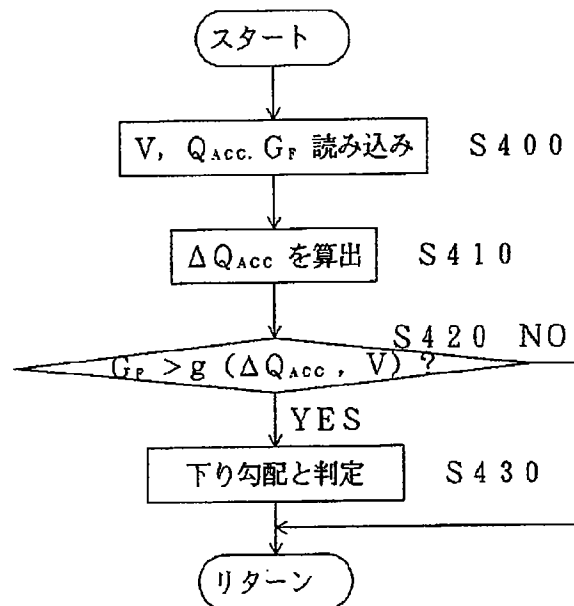 スタート
V, Q_ACC. G_F 読み込み S400
ΔQ_ACC を算出 S410
S420 NO
G_F > g (ΔQ_ACC , V) ?
YES
下り勾配と判定 S430
リターン